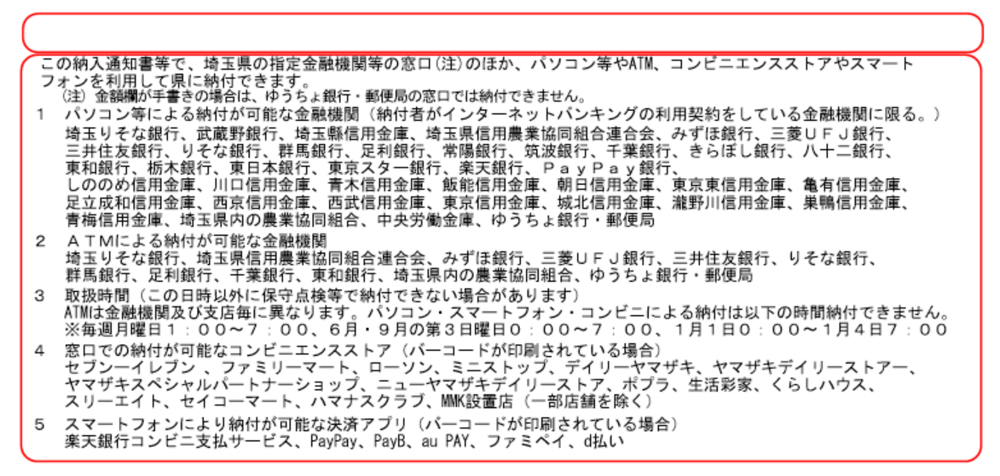 この納入通知書等で、埼玉県の指定金融機関等の窓口(注)のほか、パソコン等やATM、コンビニエンスストアやスマート
フォンを利用して県に納付できます。
(注) 金額欄が手書きの場合は、ゆうちょ銀行・郵便局の窓口では納付できません。
1 パソコン等による納付が可能な金融機関（納付者がインターネットバンキングの利用契約をしている金融機関に限る。）
埼玉りそな銀行、武蔵野銀行、埼玉縣信用金庫、埼玉県信用農業協同組合連合会、みずほ銀行、三菱ＵＦＪ銀行、
三井住友銀行、りそな銀行、群馬銀行、足利銀行、常陽銀行、筑波銀行、千葉銀行、きらぼし銀行、八十二銀行、
東和銀行、栃木銀行、東日本銀行、東京スター銀行、楽天銀行、ＰａｙＰａｙ銀行、
しののめ信用金庫、川口信用金庫、青木信用金庫、飯能信用金庫、朝日信用金庫、東京東信用金庫、亀有信用金庫、
足立成和信用金庫、西京信用金庫、西武信用金庫、東京信用金庫、城北信用金庫、瀧野川信用金庫、巣鴨信用金庫、
青梅信用金庫、埼玉県内の農業協同組合、中央労働金庫、ゆうちょ銀行・郵便局
2 ＡＴＭによる納付が可能な金融機関
埼玉りそな銀行、埼玉県信用農業協同組合連合会、みずほ銀行、三菱ＵＦＪ銀行、三井住友銀行、りそな銀行、
群馬銀行、足利銀行、千葉銀行、東和銀行、埼玉県内の農業協同組合、ゆうちょ銀行・郵便局
3 取扱時間（この日時以外に保守点検等で納付できない場合があります）
ATMは金融機関及び支店毎に異なります。パソコン・スマートフォン・コンビニによる納付は以下の時間納付できません。
※毎週月曜日１：００～７：００、６月・９月の第３日曜日０：００～７：００、１月１日０：００～１月４日７：００
4 窓口での納付が可能なコンビニエンスストア（バーコードが印刷されている場合）
セブンーイレブン 、ファミリーマート、ローソン、ミニストップ、デイリーヤマザキ、ヤマザキデイリーストアー、
ヤマザキスペシャルパートナーショップ、ニューヤマザキデイリーストア、ポプラ、生活彩家、くらしハウス、
スリーエイト、セイコーマート、ハマナスクラブ、MMK設置店（一部店舗を除く）
5 スマートフォンにより納付が可能な決済アプリ（バーコードが印刷されている場合）
楽天銀行コンビニ支払サービス、PayPay、PayB、au PAY、ファミペイ、d払い